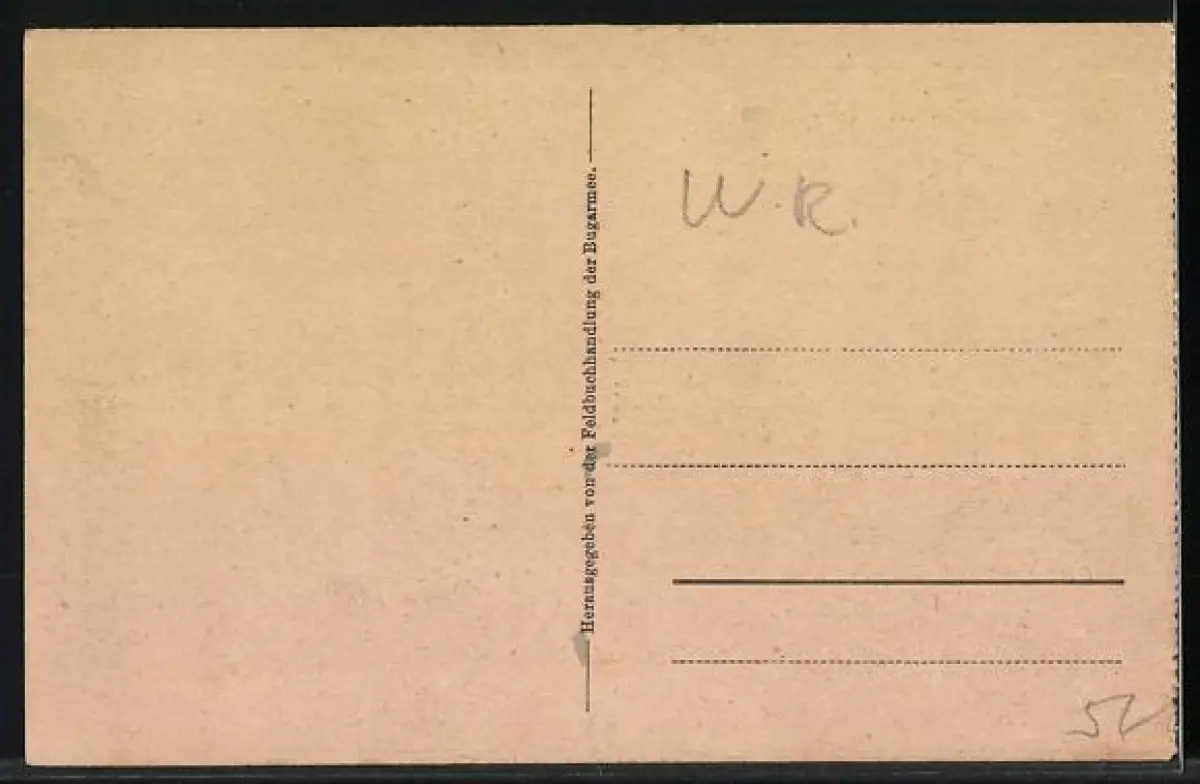 Herausgegeben von der Feldbuchhandlung der Bugarmee.
W. R.